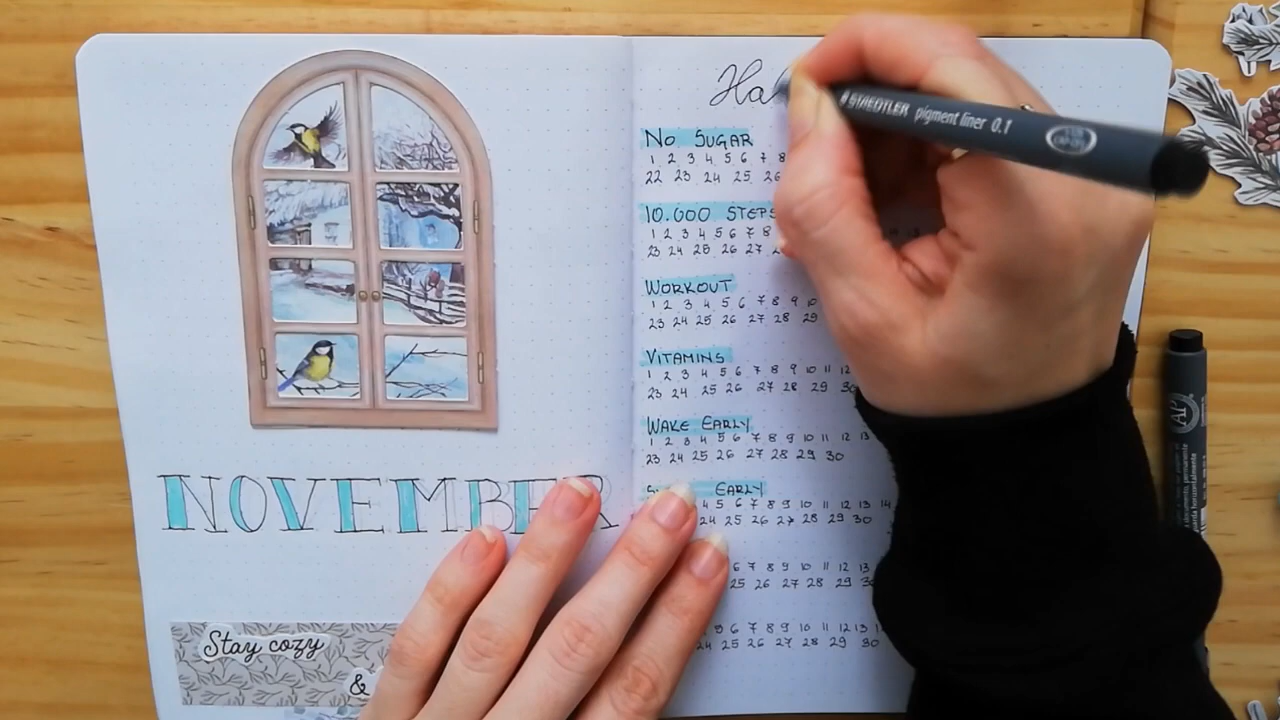 NOVEMBER
Stay cozy
&
Ha
NO SUGAR
1 2 3 4 5 6 7 8
22 23 24 25 26
10.000 STEPS
1 2 3 4 5 6 7 8
23 24 25 26 27
WORKOUT
1 2 3 4 5 6 7 8 9 10
23 24 25 26 27 28 29
VITAMINS
1 2 3 4 5 6 7 8 9 10 11 12
23 24 25 26 27 28 29 30
WAKE EARLY
1 2 3 4 5 6 7 8 9 10 11 12 13
23 24 25 26 27 28 29 30
EARLY
4 5 6 7 8 9 10 11 12 13 14
24 25 26 27 28 29 30
6 7 8 9 10 11 12 13
25 26 27 28 29 30
5 6 7 8 9 10 11 12 13
24 25 26 27 28 29 30
STAEDTLER pigment liner 0.1